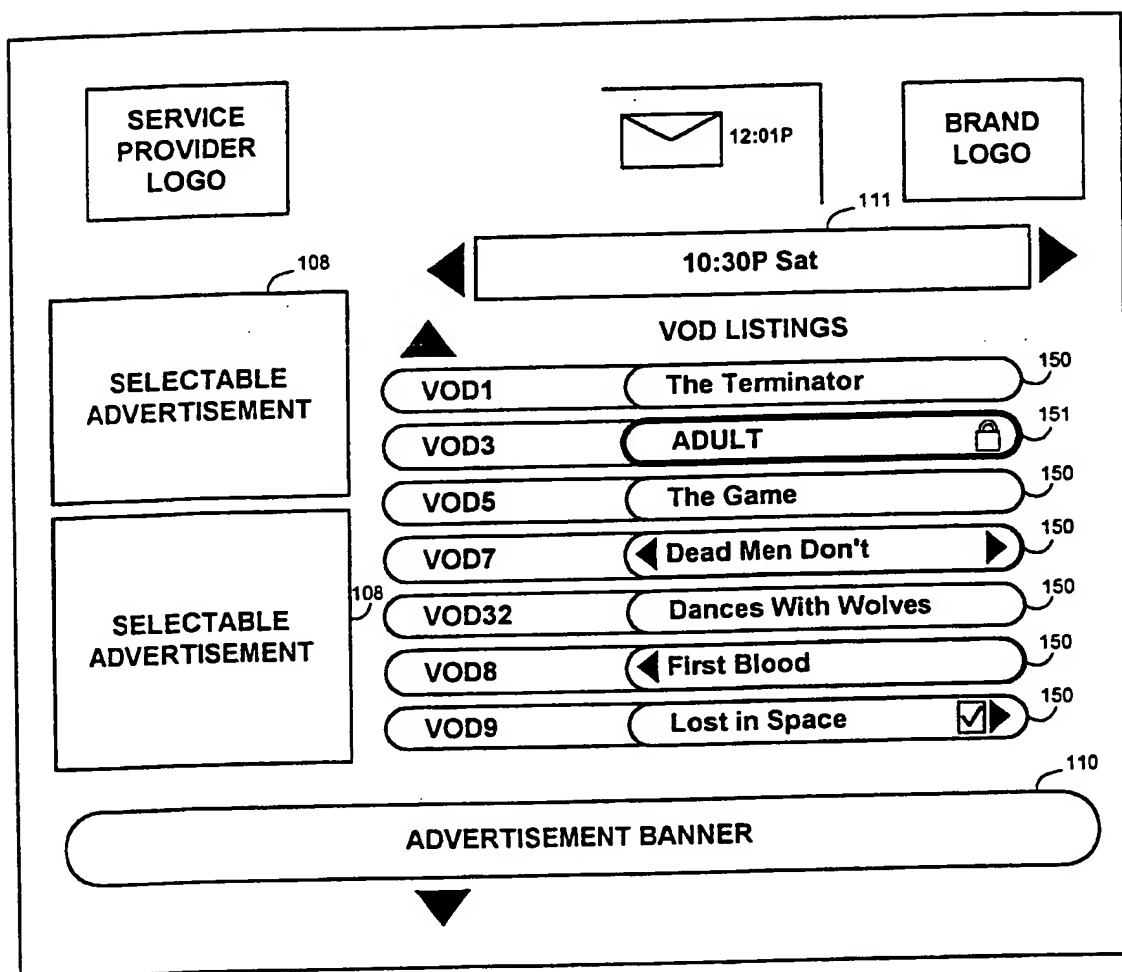 SERVICE
PROVIDER
LOGO
12:01P
BRAND
LOGO
111
10:30P Sat
108
SELECTABLE
ADVERTISEMENT
VOD LISTINGS
VOD1 The Terminator 150
VOD3 ADULT 151
VOD5 The Game 150
VOD7 Dead Men Don't 150
108
SELECTABLE
ADVERTISEMENT
VOD32 Dances With Wolves 150
VOD8 First Blood 150
VOD9 Lost in Space 150
110
ADVERTISEMENT BANNER